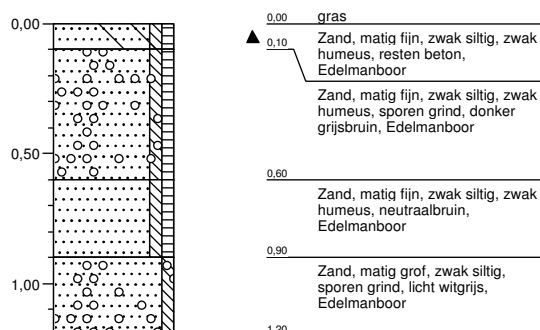 0,00
0,50
1,00
0,00
gras
0,10
Zand, matig fijn, zwak siltig, zwak
humeus, resten beton,
Edelmanboor
Zand, matig fijn, zwak siltig, zwak
humeus, sporen grind, donker
grijsbruin, Edelmanboor
0,60
Zand, matig fijn, zwak siltig, zwak
humeus, neutraalbruin,
Edelmanboor
0,90
Zand, matig grof, zwak siltig,
sporen grind, licht witgrijs,
Edelmanboor
1,20